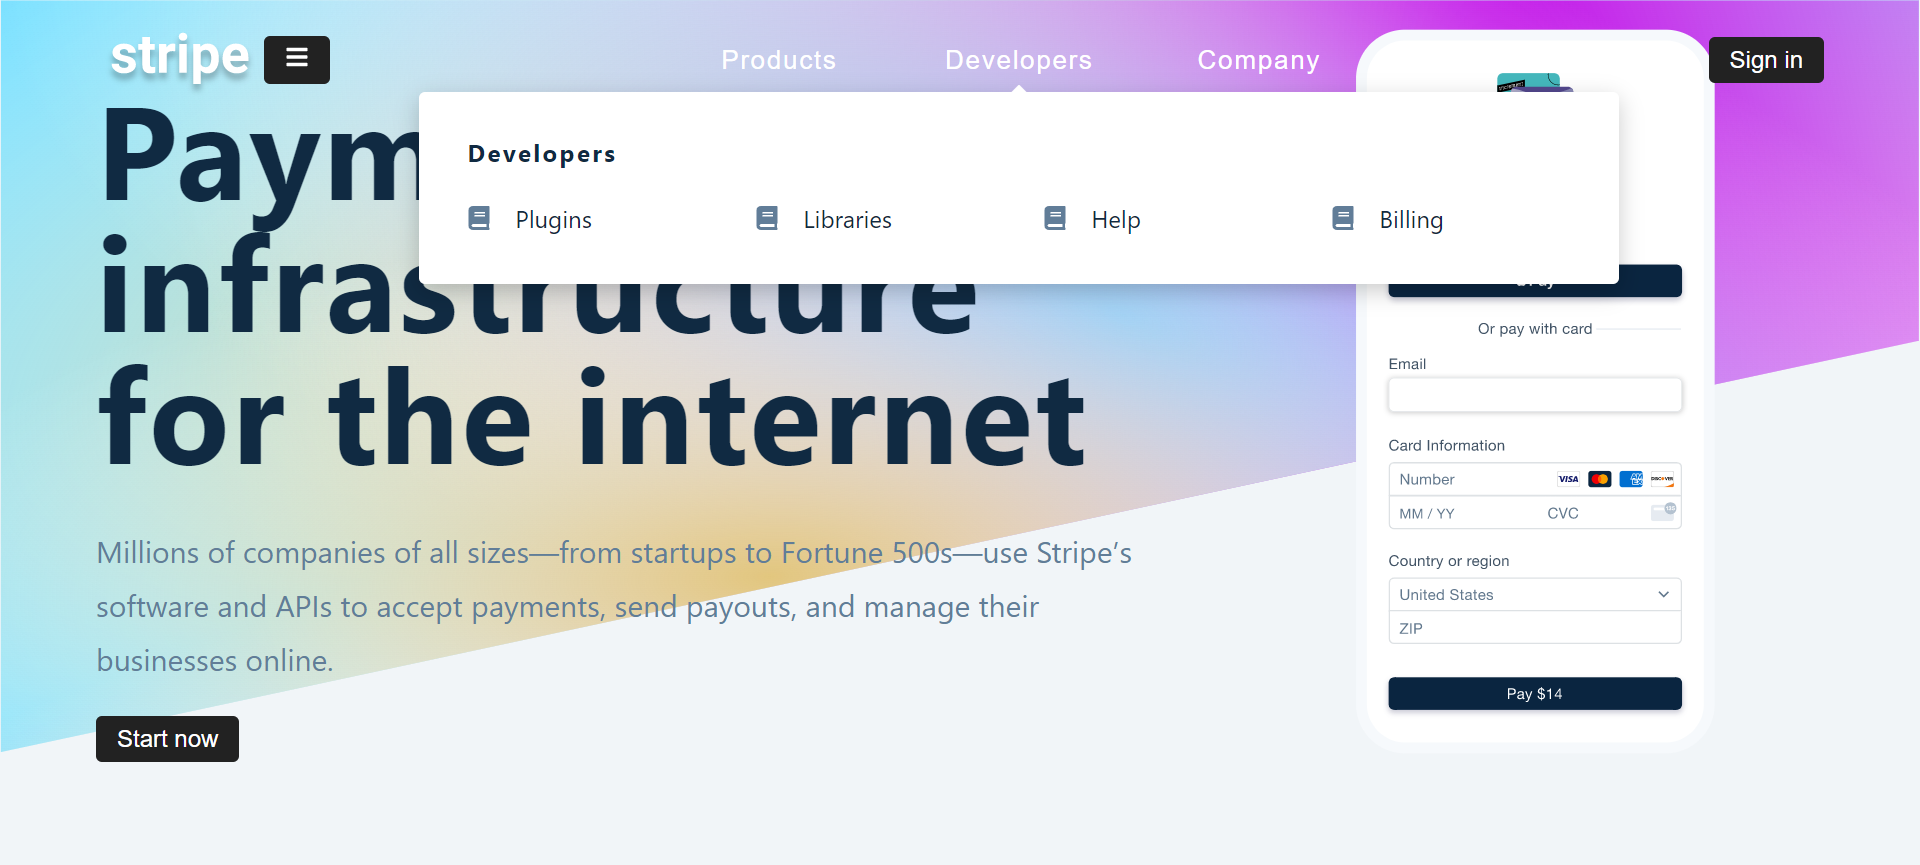 stripe
Products
Developers
Company
Sign in
Developers
Plugins
Libraries
Help
Billing
infrastructure
for the internet
Millions of companies of all sizes—from startups to Fortune 500s—use Stripe’s
software and APIs to accept payments, send payouts, and manage their
businesses online.
Start now
Or pay with card
Email
Card Information
Number
VISA
AMEX
DISCOVER
MM / YY
CVC
Country or region
United States
ZIP
Pay $14